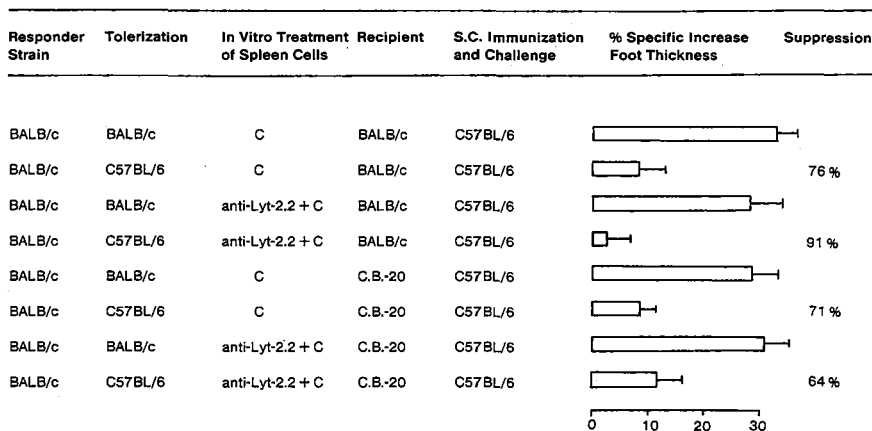 Responder Strain Tolerization In Vitro Treatment of Spleen Cells Recipient S.C. Immunization and Challenge % Specific Increase Foot Thickness Suppression
BALB/c BALB/c C BALB/c C57BL/6
BALB/c C57BL/6 C BALB/c C57BL/6 76 %
BALB/c BALB/c anti-Lyt-2.2 + C BALB/c C57BL/6
BALB/c C57BL/6 anti-Lyt-2.2 + C BALB/c C57BL/6 91 %
BALB/c BALB/c C C.B.-20 C57BL/6
BALB/c C57BL/6 C C.B.-20 C57BL/6 71 %
BALB/c BALB/c anti-Lyt-2.2 + C C.B.-20 C57BL/6
BALB/c C57BL/6 anti-Lyt-2.2 + C C.B.-20 C57BL/6 64 %
0 10 20 30